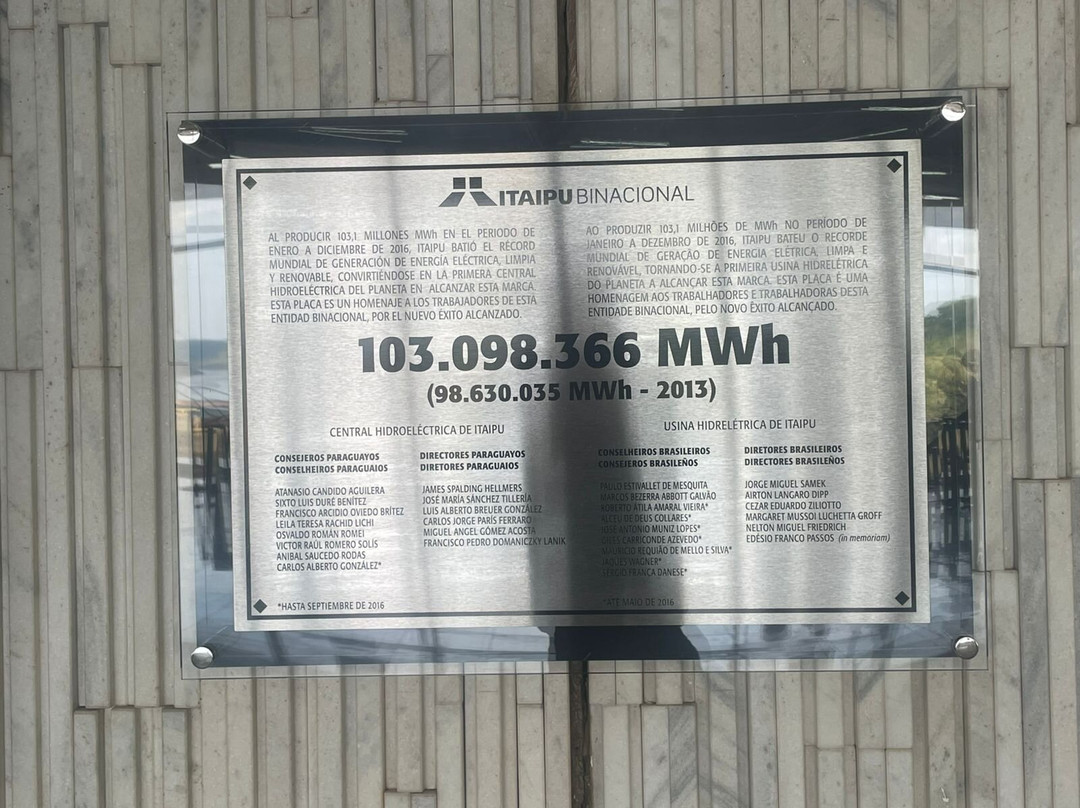 ITAIPU BINACIONAL
AL PRODUCIR 103,1 MILLONES MWh EN EL PERIODO DE
ENERO A DICIEMBRE DE 2016, ITAIPU BATIÓ EL RÉCORD
MUNDIAL DE GENERACIÓN DE ENERGÍA ELÉCTRICA, LIMPIA
Y RENOVABLE, CONVIRTIÉNDOSE EN LA PRIMERA CENTRAL
HIDROELÉCTRICA DEL PLANETA EN ALCANZAR ESTA MARCA.
ESTA PLACA ES UN HOMENAJE A LOS TRABAJADORES DE ESTA
ENTIDAD BINACIONAL, POR EL NUEVO ÉXITO ALCANZADO.
AO PRODUZIR 103,1 MILHÕES DE MWh NO PERÍODO DE
JANEIRO A DEZEMBRO DE 2016, ITAIPU BATEU O RECORDE
MUNDIAL DE GERAÇÃO DE ENERGIA ELÉTRICA, LIMPA E
RENOVÁVEL, TORNANDO-SE A PRIMEIRA USINA HIDRELÉTRICA
DO PLANETA A ALCANÇAR ESTA MARCA. ESTA PLACA É UMA
HOMENAGEM AOS TRABALHADORES E TRABALHADORAS DESTA
ENTIDADE BINACIONAL, PELO NOVO ÊXITO ALCANÇADO.
103.098.366 MWh
(98.630.035 MWh - 2013)
CENTRAL HIDROELÉCTRICA DE ITAIPU
CONSEJEROS PARAGUAYOS
CONSELHEIROS PARAGUAIOS
ATANASIO CANDIDO AGUILERA
SIXTO LUIS DURÉ BENÍTEZ
FRANCISCO ARCIDIO OVIEDO BRÍTEZ
LEILA TERESA RACHID LICHI
OSVALDO ROMÁN ROMEI
VICTOR RAÚL ROMERO SOLÍS
ANIBAL SAUCEDO RODAS
CARLOS ALBERTO GONZÁLEZ*
*HASTA SEPTIEMBRE DE 2016
DIRECTORES PARAGUAYOS
DIRETORES PARAGUAIOS
JAMES SPALDING HELLMERS
JOSÉ MARÍA SÁNCHEZ TILLERÍA
LUIS ALBERTO BREUER GONZÁLEZ
CARLOS JORGE PARÍS FERRARO
MIGUEL ANGEL GÓMEZ ACOSTA
FRANCISCO PEDRO DOMANICZKY LANIK
USINA HIDRELÉTRICA DE ITAIPU
CONSELHEIROS BRASILEIROS
CONSEJEROS BRASILEÑOS
PAULO ESTIVALLET DE MESQUITA
MARCOS BEZERRA ABBOTT GALVÃO
ROBERTO ÁTILA AMARAL VIEIRA*
ALCEU DE DEUS COLLARES*
JOSÉ ANTONIO MUNIZ LOPES*
CARRICONDE AZEVEDO*
MAURICIO REQUIÃO DE MELLO E SILVA*
JAQUES WAGNER*
SÉRGIO FRANÇA DANESE*
*ATÉ MAIO DE 2016
DIRETORES BRASILEIROS
DIRECTORES BRASILEÑOS
JORGE MIGUEL SAMEK
AIRTON LANGARO DIPP
CEZAR EDUARDO ZILIOTTO
MARGARET MUSSOI LUCHETTA GROFF
NELTON MIGUEL FRIEDRICH
EDÉSIO FRANCO PASSOS (in memoriam)